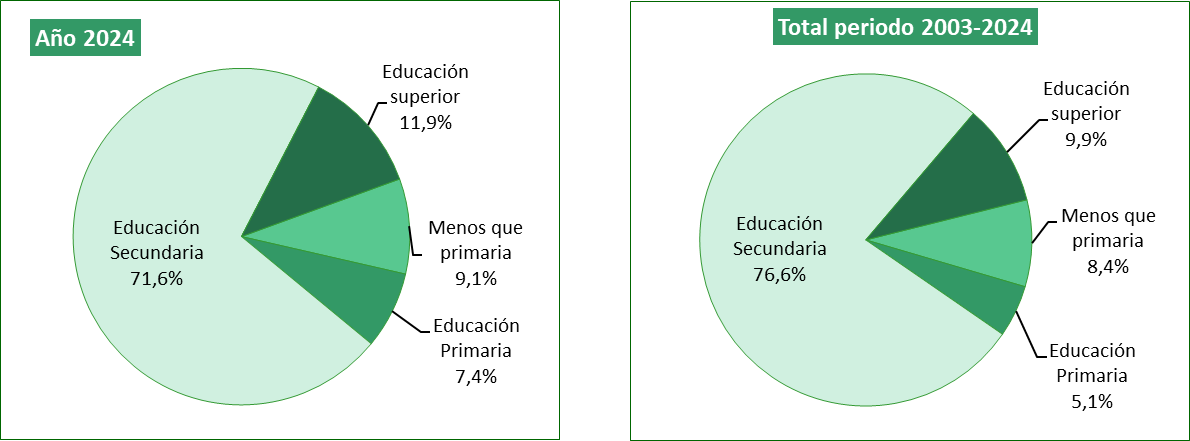 Año 2024
Educación
superior
11,9%
Educación
Secundaria
71,6%
Menos que
primaria
9,1%
Educación
Primaria
7,4%
Total periodo 2003-2024
Educación
superior
9,9%
Educación
Secundaria
76,6%
Menos que
primaria
8,4%
Educación
Primaria
5,1%